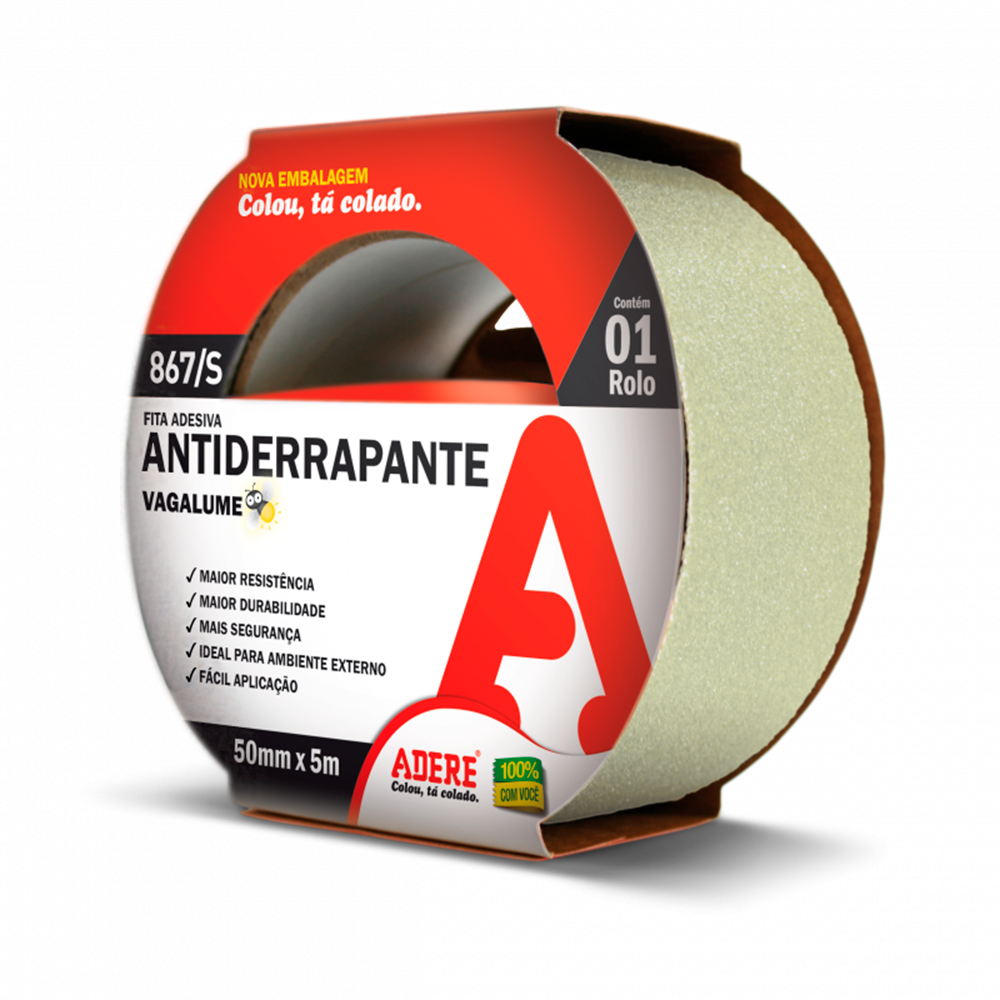 NOVA EMBALAGEM
Colou, tá colado.
Contém
01
Rolo
867/S
FITA ADESIVA
ANTIDERRAPANTE
VAGALUME
✓ MAIOR RESISTÊNCIA
✓ MAIOR DURABILIDADE
✓ MAIS SEGURANÇA
✓ IDEAL PARA AMBIENTE EXTERNO
✓ FÁCIL APLICAÇÃO
50mm x 5m
ADERE®
Colou, tá colado.
100%
COM VOCÊ